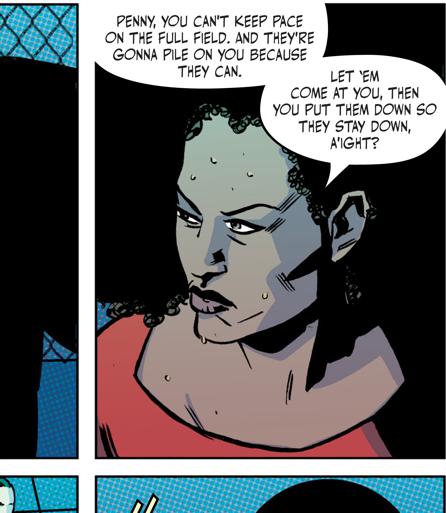 PENNY, YOU CAN'T KEEP PACE
ON THE FULL FIELD. AND THEY'RE
GONNA PILE ON YOU BECAUSE
THEY CAN.
LET 'EM
COME AT YOU, THEN
YOU PUT THEM DOWN SO
THEY STAY DOWN,
A'IGHT?